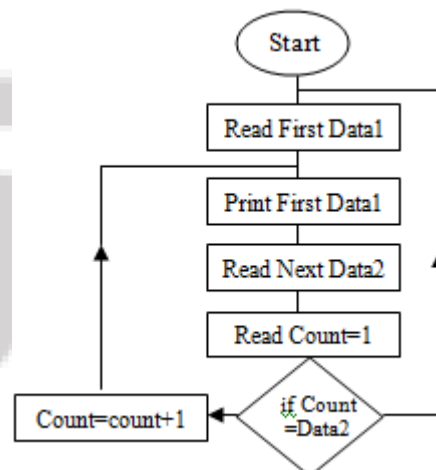 Start
Read First Data1
Print First Data1
Read Next Data2
Read Count=1
if Count
=Data2
Count=count+1